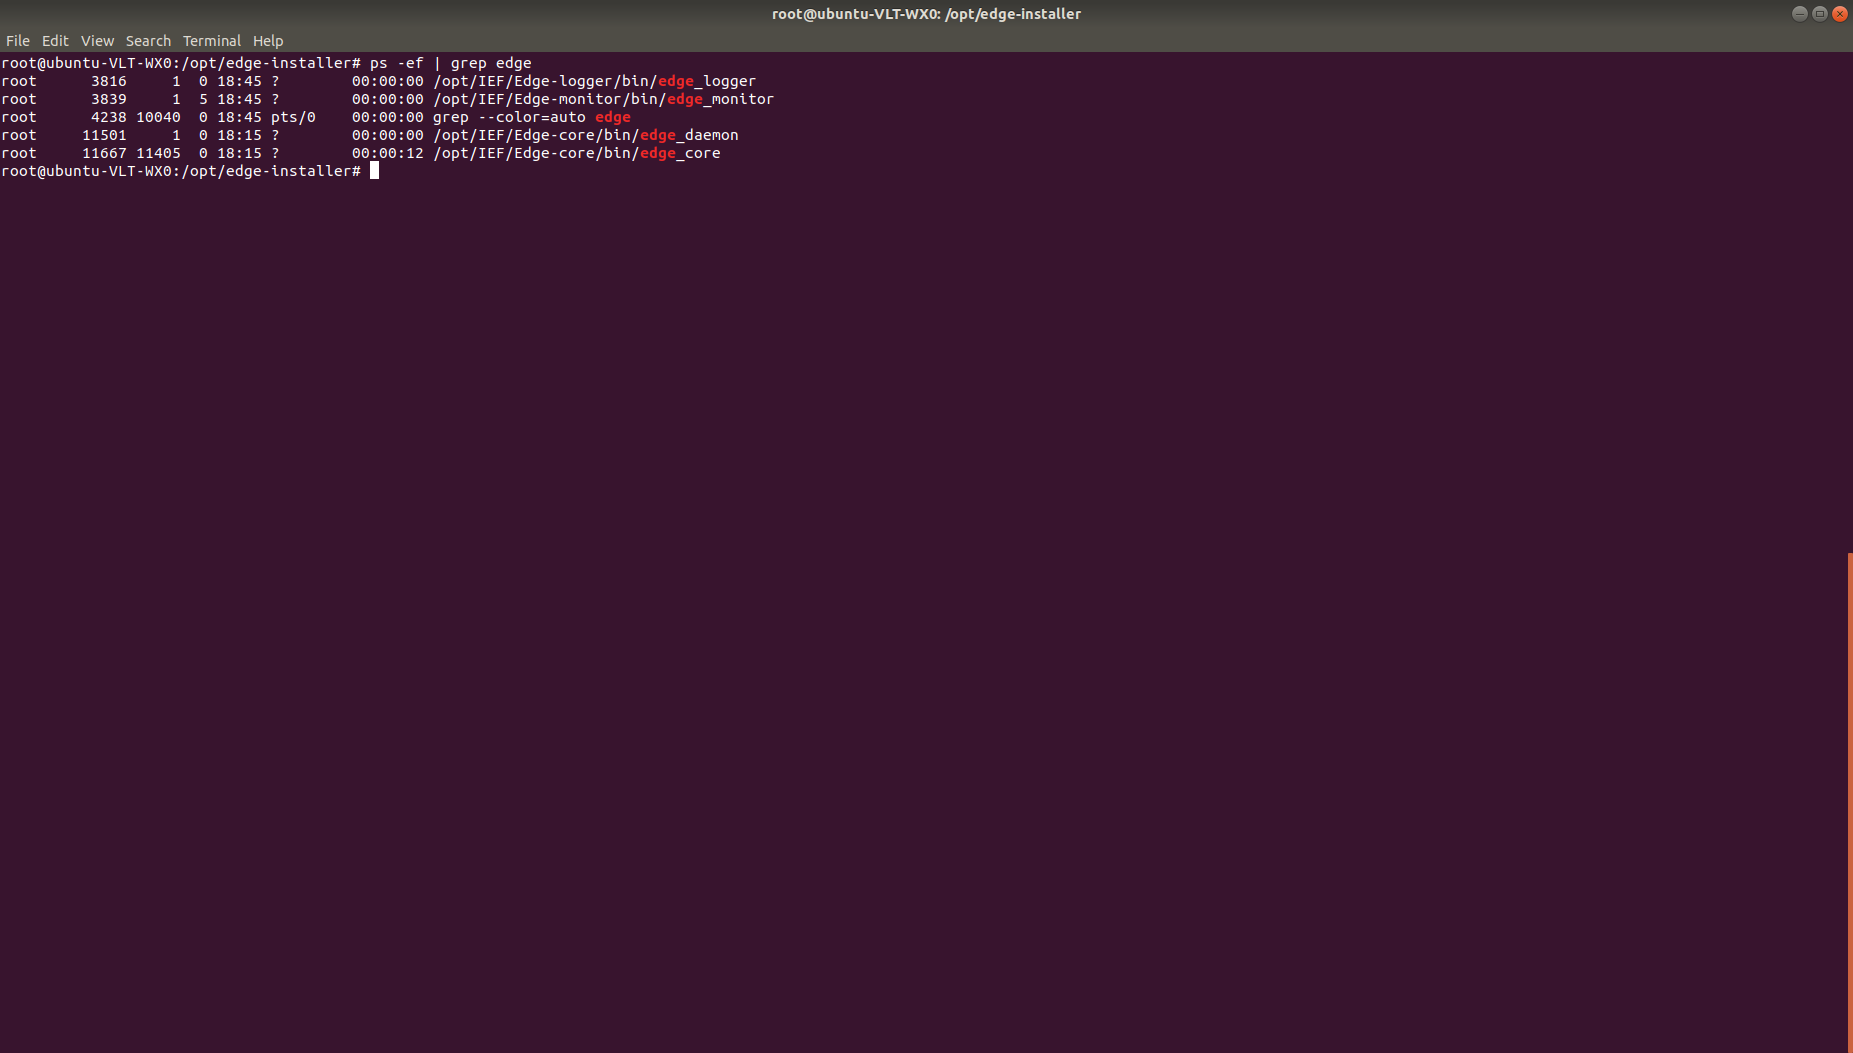 root@ubuntu-VLT-WX0: /opt/edge-installer
File Edit View Search Terminal Help
root@ubuntu-VLT-WX0:/opt/edge-installer# ps -ef | grep edge
root      3816     1  0 18:45 ?        00:00:00 /opt/IEF/Edge-logger/bin/edge_logger
root      3839     1  5 18:45 ?        00:00:00 /opt/IEF/Edge-monitor/bin/edge_monitor
root      4238 10040  0 18:45 pts/0    00:00:00 grep --color=auto edge
root     11501     1  0 18:15 ?        00:00:00 /opt/IEF/Edge-core/bin/edge_daemon
root     11667 11405  0 18:15 ?        00:00:12 /opt/IEF/Edge-core/bin/edge_core
root@ubuntu-VLT-WX0:/opt/edge-installer#